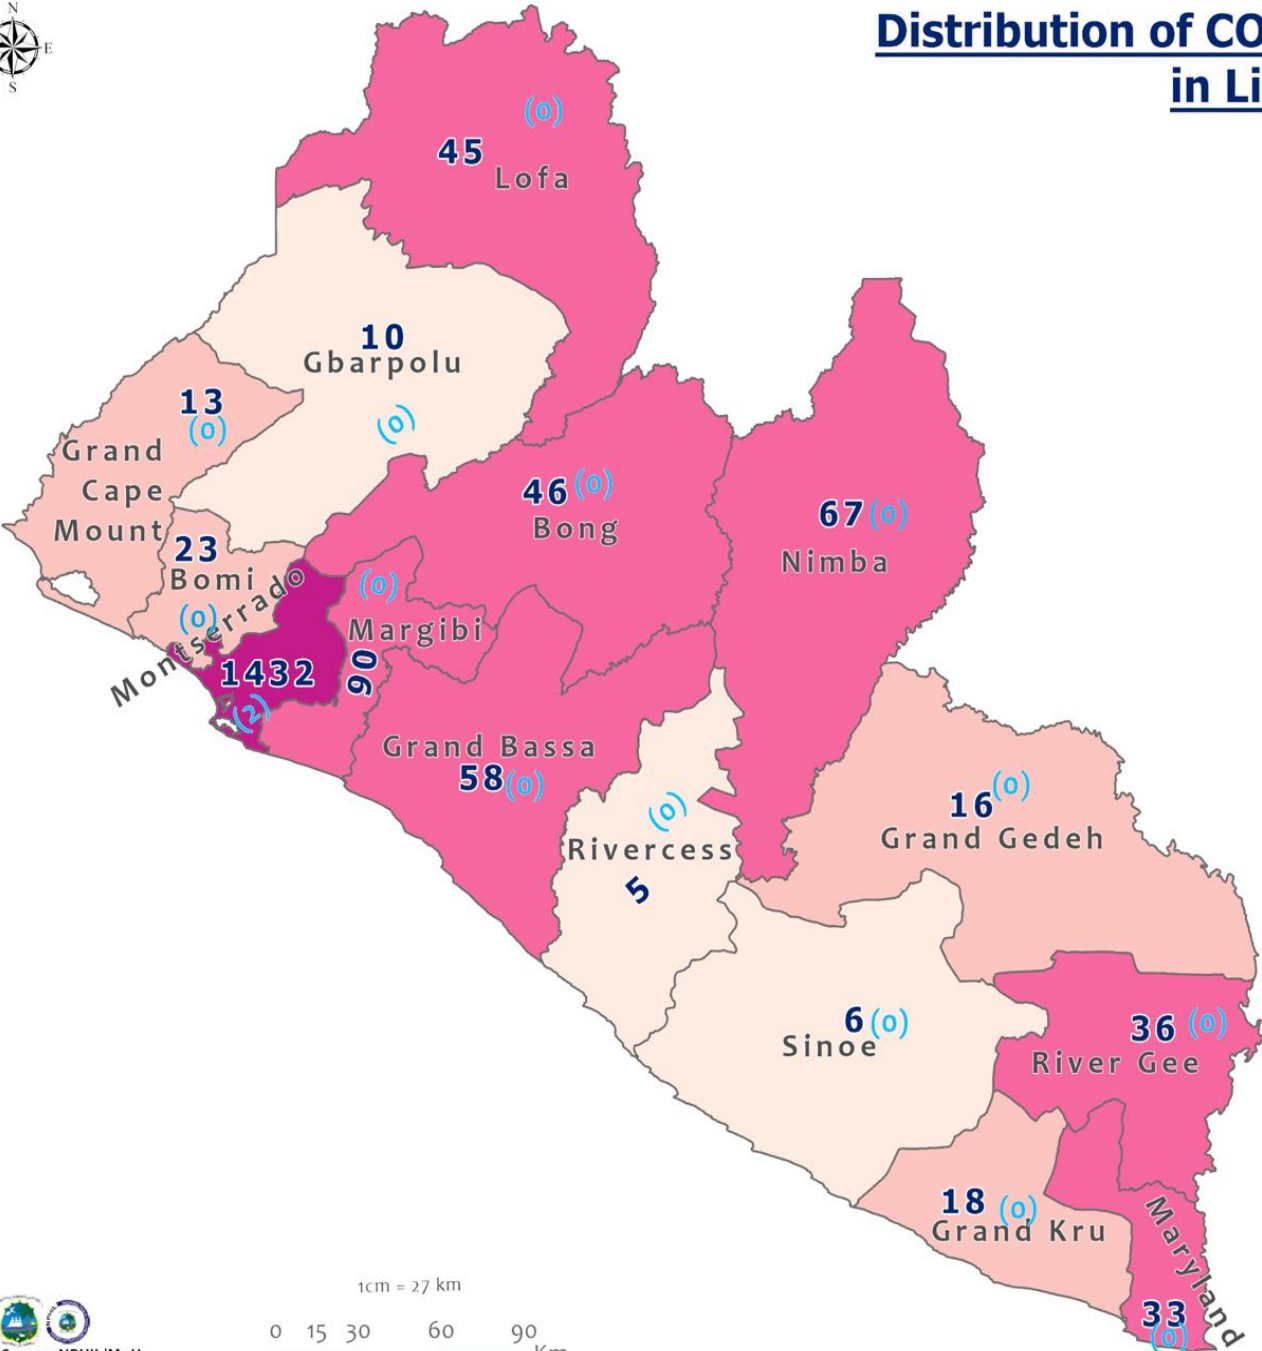 N
E
S
Distribution of CO
in Li
(0)
45
Lofa
10
Gbarpolu
(0)
13
(0)
Grand
Cape
Mount
46 (0)
Bong
67 (0)
Nimba
23
Bomi
(0)
Montserrado
1432
(2)
(0)
Margibi
90
Grand Bassa
58 (0)
(0)
Rivercess
5
16 (0)
Grand Gedeh
6 (0)
Sinoe
36 (0)
River Gee
18 (0)
Grand Kru
Maryland
33
(0)
1cm = 27 km
0 15 30 60 90
Km